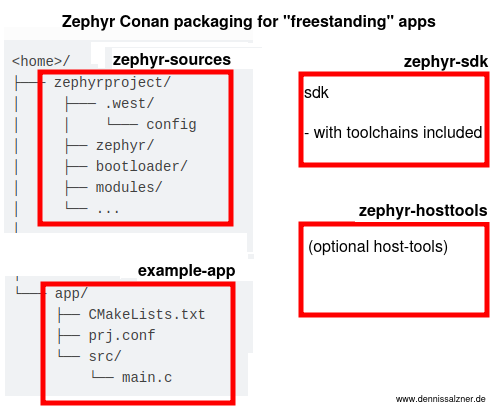 Zephyr Conan packaging for "freestanding" apps
zephyr-sources
<home>/
├── zephyrproject/
│ ├── .west/
│ │ └── config
│ ├── zephyr/
│ ├── bootloader/
│ ├── modules/
│ └── ...
│
example-app
└── app/
├── CMakeLists.txt
├── prj.conf
└── src/
└── main.c
zephyr-sdk
sdk
- with toolchains included
zephyr-hosttools
(optional host-tools)
www.dennissalzner.de